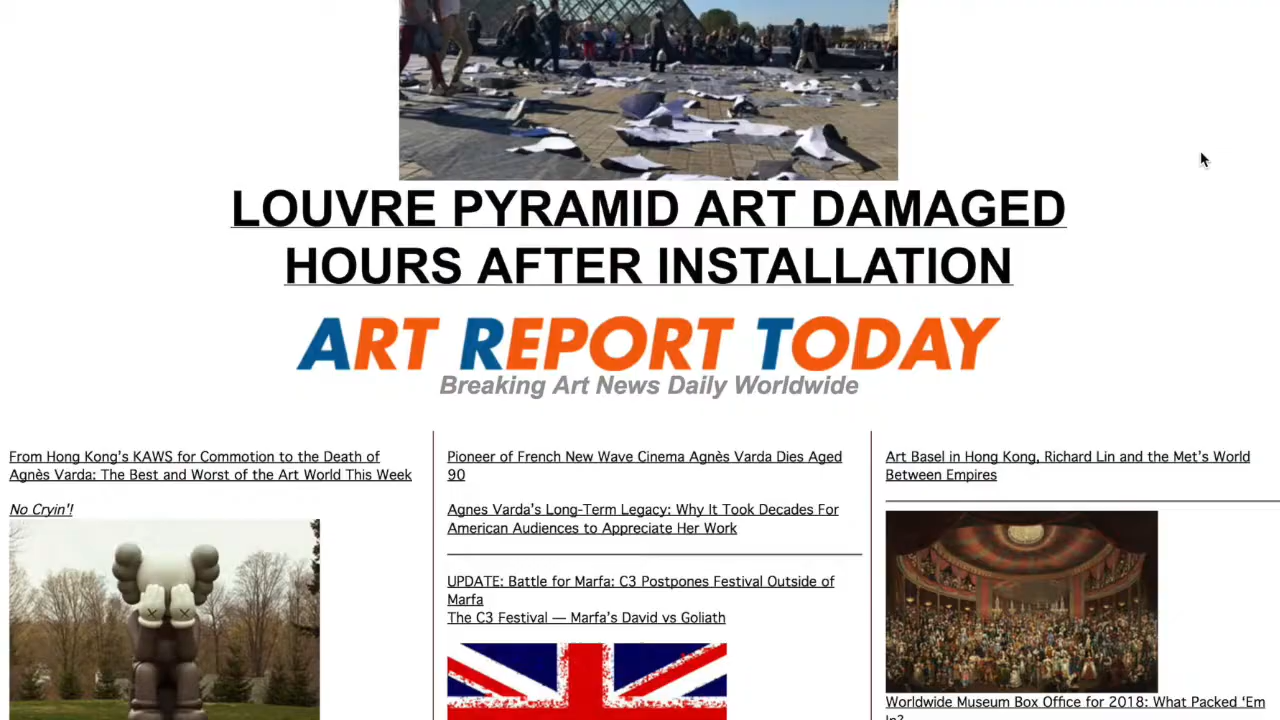 LOUVRE PYRAMID ART DAMAGED
HOURS AFTER INSTALLATION
ART REPORT TODAY
Breaking Art News Daily Worldwide
From Hong Kong's KAWS for Commotion to the Death of
Agnès Varda: The Best and Worst of the Art World This Week
No Cryin'!
Pioneer of French New Wave Cinema Agnès Varda Dies Aged
90
Agnes Varda's Long-Term Legacy: Why It Took Decades For
American Audiences to Appreciate Her Work
UPDATE: Battle for Marfa: C3 Postpones Festival Outside of
Marfa
The C3 Festival — Marfa's David vs Goliath
Art Basel in Hong Kong, Richard Lin and the Met's World
Between Empires
Worldwide Museum Box Office for 2018: What Packed ‘Em
In?